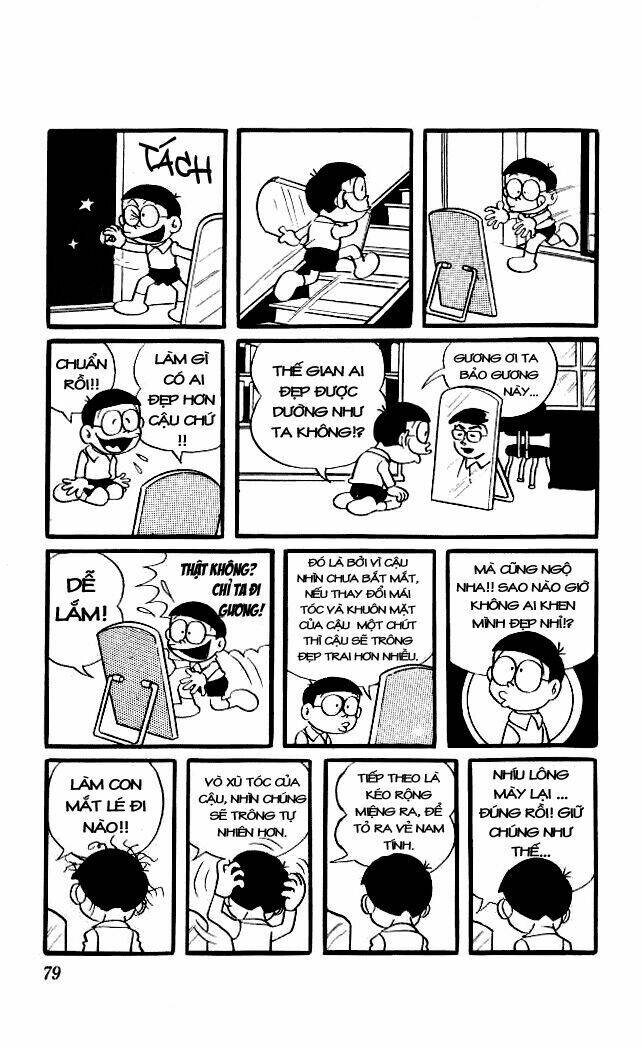 TÁCH
GƯƠNG ƠI TA
BẢO GƯƠNG
NÀY...
THẾ GIAN AI
ĐẸP ĐƯỢC
DƯỜNG NHƯ
TA KHÔNG!?
LÀM GÌ
CÓ AI
ĐẸP HƠN
CẬU CHỨ
!!
CHUẨN
RỒI!!
MÀ CŨNG NGỘ
NHA!! SAO NÀO GIỜ
KHÔNG AI KHEN
MÌNH ĐẸP NHỈ!?
ĐÓ LÀ BỞI VÌ CẬU
NHÌN CHƯA BẮT MẮT,
NẾU THAY ĐỔI MÁI
TÓC VÀ KHUÔN MẶT
CỦA CẬU MỘT CHÚT
THÌ CẬU SẼ TRÔNG
ĐẸP TRAI HƠN NHIỀU.
THẬT KHÔNG?
CHỈ TA ĐI
GƯƠNG!
DỄ
LẮM!
NHÍU LÔNG
MÀY LẠI ...
ĐÚNG RỒI! GIỮ
CHÚNG NHƯ
THẾ...
TIẾP THEO LÀ
KÉO RỘNG
MIỆNG RA, ĐỂ
TỎ RA VẺ NAM
TÍNH.
VÒ XÙ TÓC CỦA
CẬU, NHÌN CHÚNG
SẼ TRÔNG TỰ
NHIÊN HƠN.
LÀM CON
MẮT LÉ ĐI
NÀO!!
79